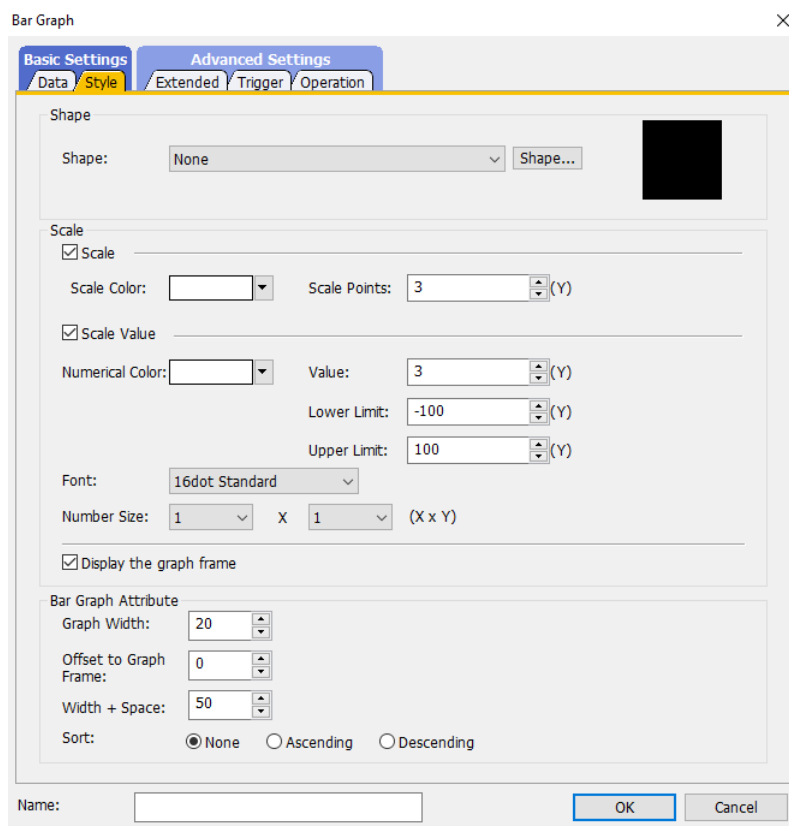 Bar Graph
Basic Settings Advanced Settings
Data Style Extended Trigger Operation
Shape
Shape: None Shape...
Scale
Scale
Scale Color: Scale Points: 3 (Y)
Scale Value
Numerical Color: Value: 3 (Y)
Lower Limit: -100 (Y)
Upper Limit: 100 (Y)
Font: 16dot Standard
Number Size: 1 X 1 (X x Y)
Display the graph frame
Bar Graph Attribute
Graph Width: 20
Offset to Graph
Frame: 0
Width + Space: 50
Sort: None Ascending Descending
Name: OK Cancel